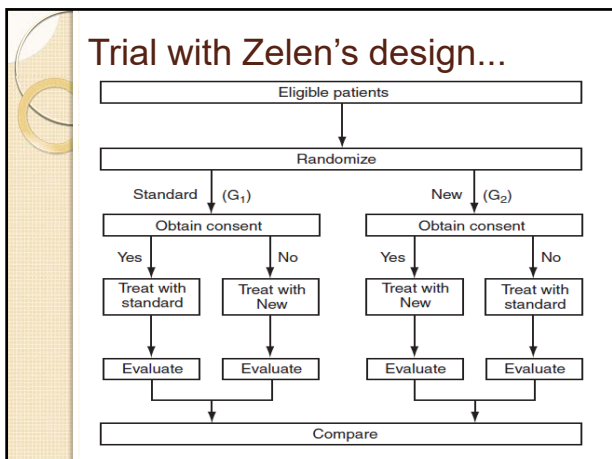 Trial with Zelen's design...
Eligible patients
Randomize
Standard (G₁)
New (G₂)
Obtain consent
Obtain consent
Yes
No
Yes
No
Treat with
standard
Treat with
New
Treat with
New
Treat with
standard
Evaluate
Evaluate
Evaluate
Evaluate
Compare